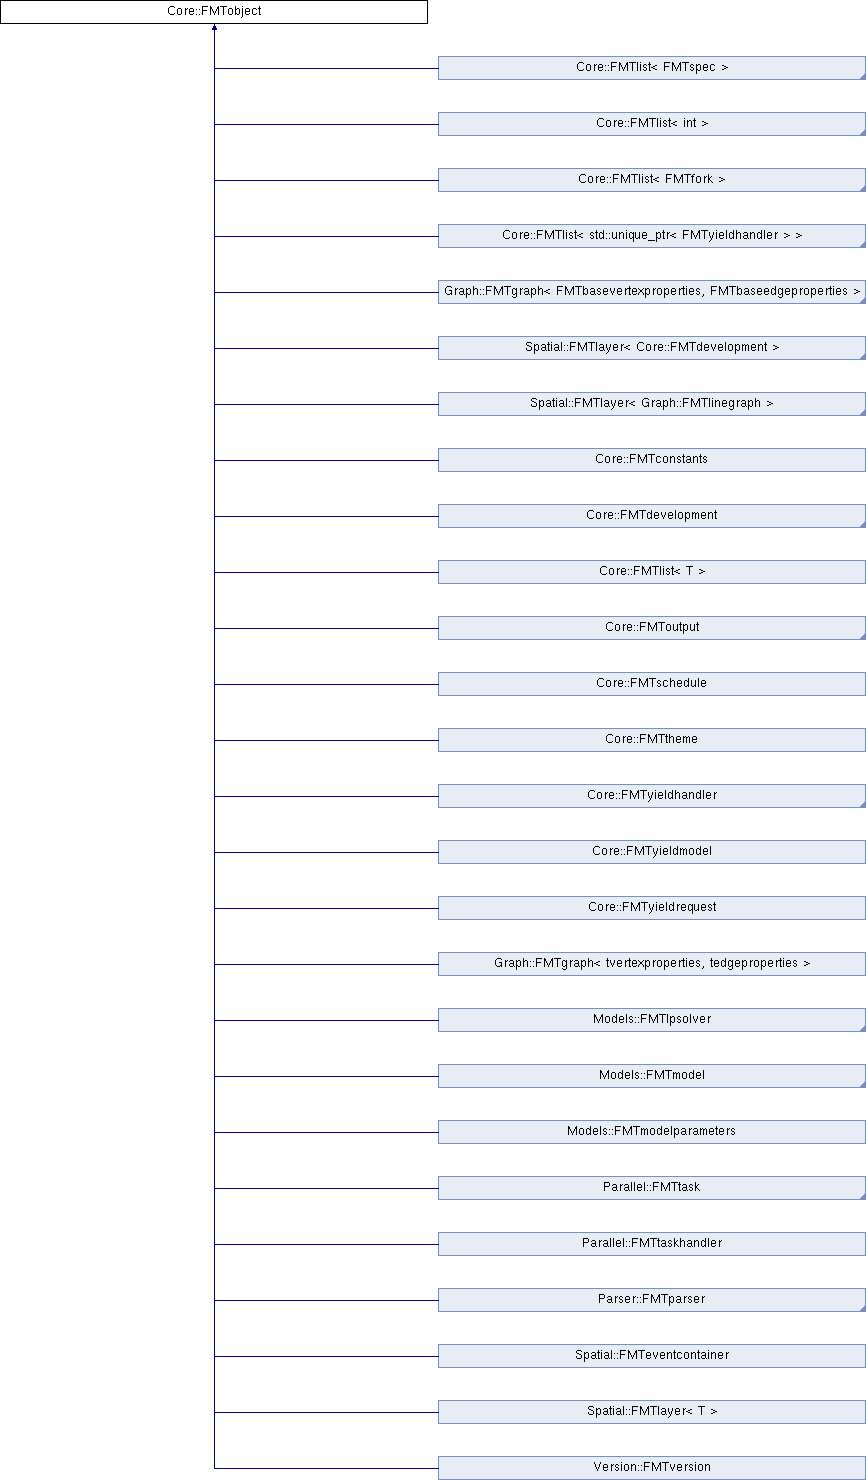 Core::FMTobject
Core::FMTlist< FMTspec >
Core::FMTlist< int >
Core::FMTlist< FMTfork >
Core::FMTlist< std::unique_ptr< FMTyieldhandler > >
Graph::FMTgraph< FMTbasevertexproperties, FMTbaseedgeproperties >
Spatial::FMTlayer< Core::FMTdevelopment >
Spatial::FMTlayer< Graph::FMTlinegraph >
Core::FMTconstants
Core::FMTdevelopment
Core::FMTlist< T >
Core::FMToutput
Core::FMTschedule
Core::FMTtheme
Core::FMTyieldhandler
Core::FMTyieldmodel
Core::FMTyieldrequest
Graph::FMTgraph< tvertexproperties, tedgeproperties >
Models::FMTlpsolver
Models::FMTmodel
Models::FMTmodelparameters
Parallel::FMTtask
Parallel::FMTtaskhandler
Parser::FMTparser
Spatial::FMTeventcontainer
Spatial::FMTlayer< T >
Version::FMTversion